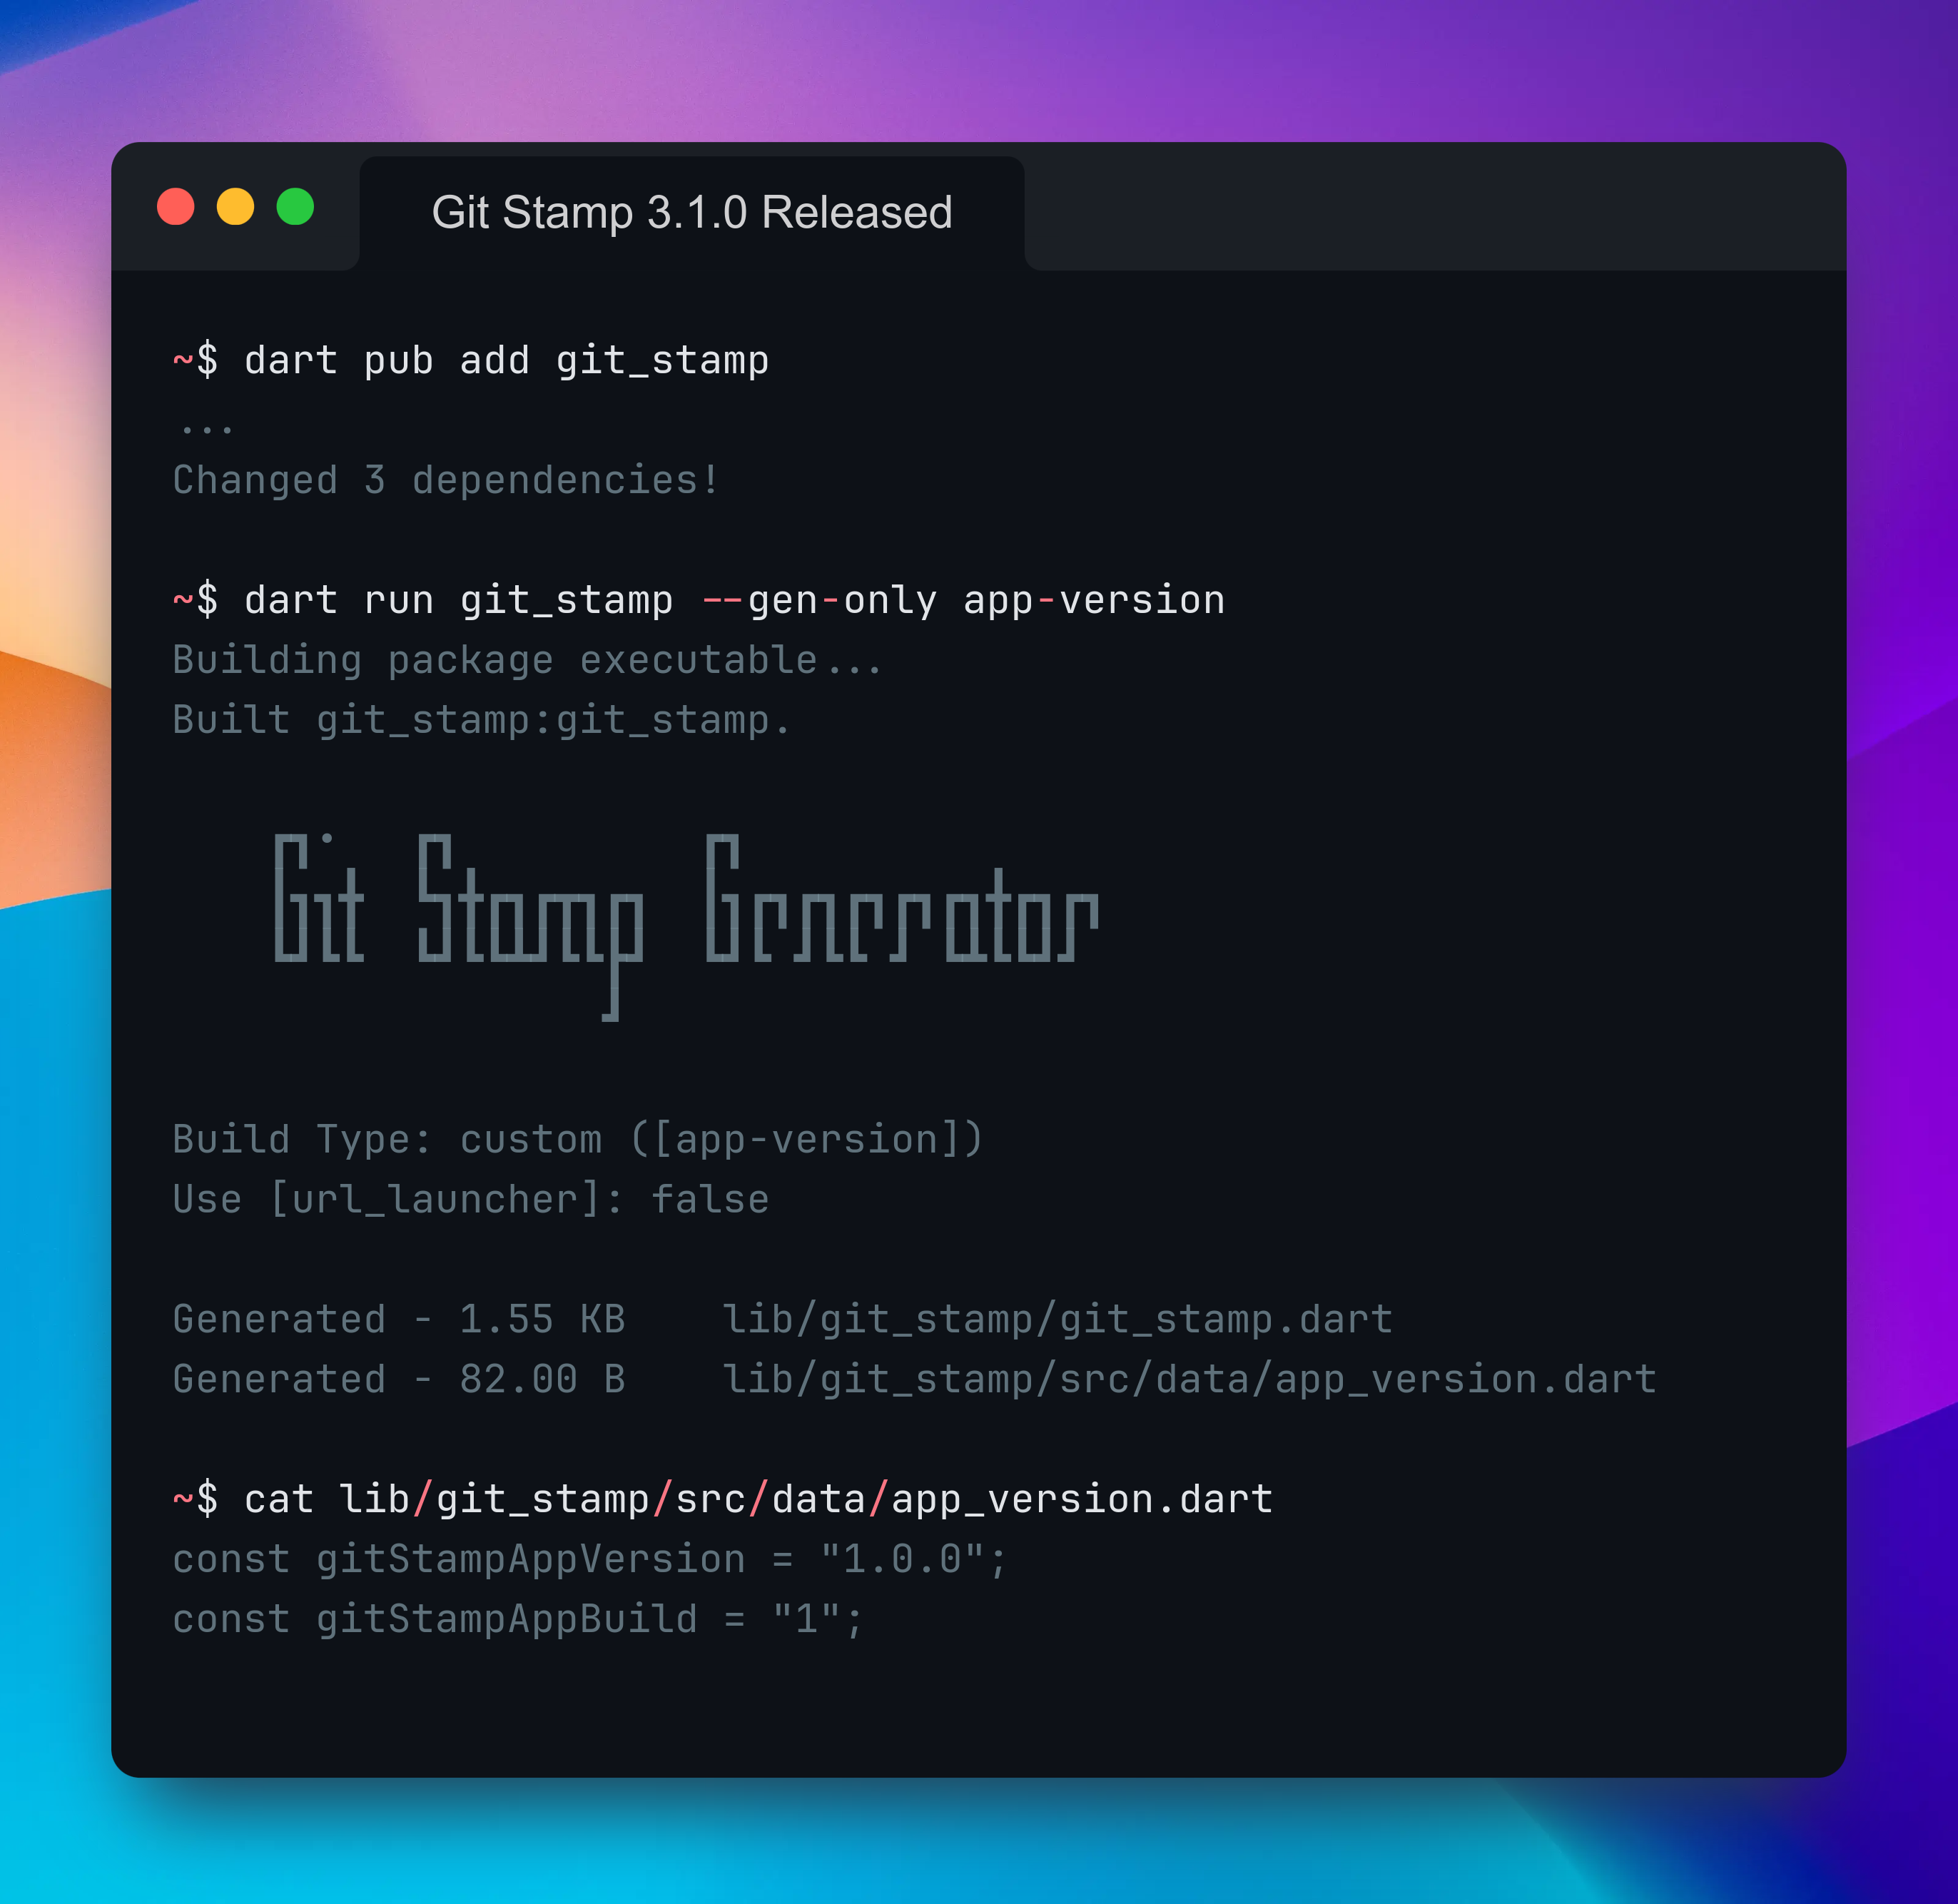 Git Stamp 3.1.0 Released
~$ dart pub add git_stamp
...
Changed 3 dependencies!
~$ dart run git_stamp --gen-only app-version
Building package executable...
Built git_stamp:git_stamp.
Git Stamp Generator
Build Type: custom ([app-version])
Use [url_launcher]: false
Generated - 1.55 KB    lib/git_stamp/git_stamp.dart
Generated - 82.00 B    lib/git_stamp/src/data/app_version.dart
~$ cat lib/git_stamp/src/data/app_version.dart
const gitStampAppVersion = "1.0.0";
const gitStampAppBuild = "1";